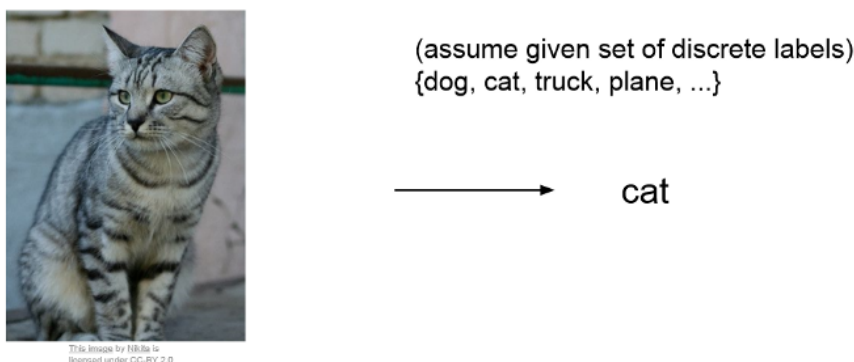 (assume given set of discrete labels)
{dog, cat, truck, plane, ...}
cat
This image by Nikita is
licensed under CC-BY 2.0